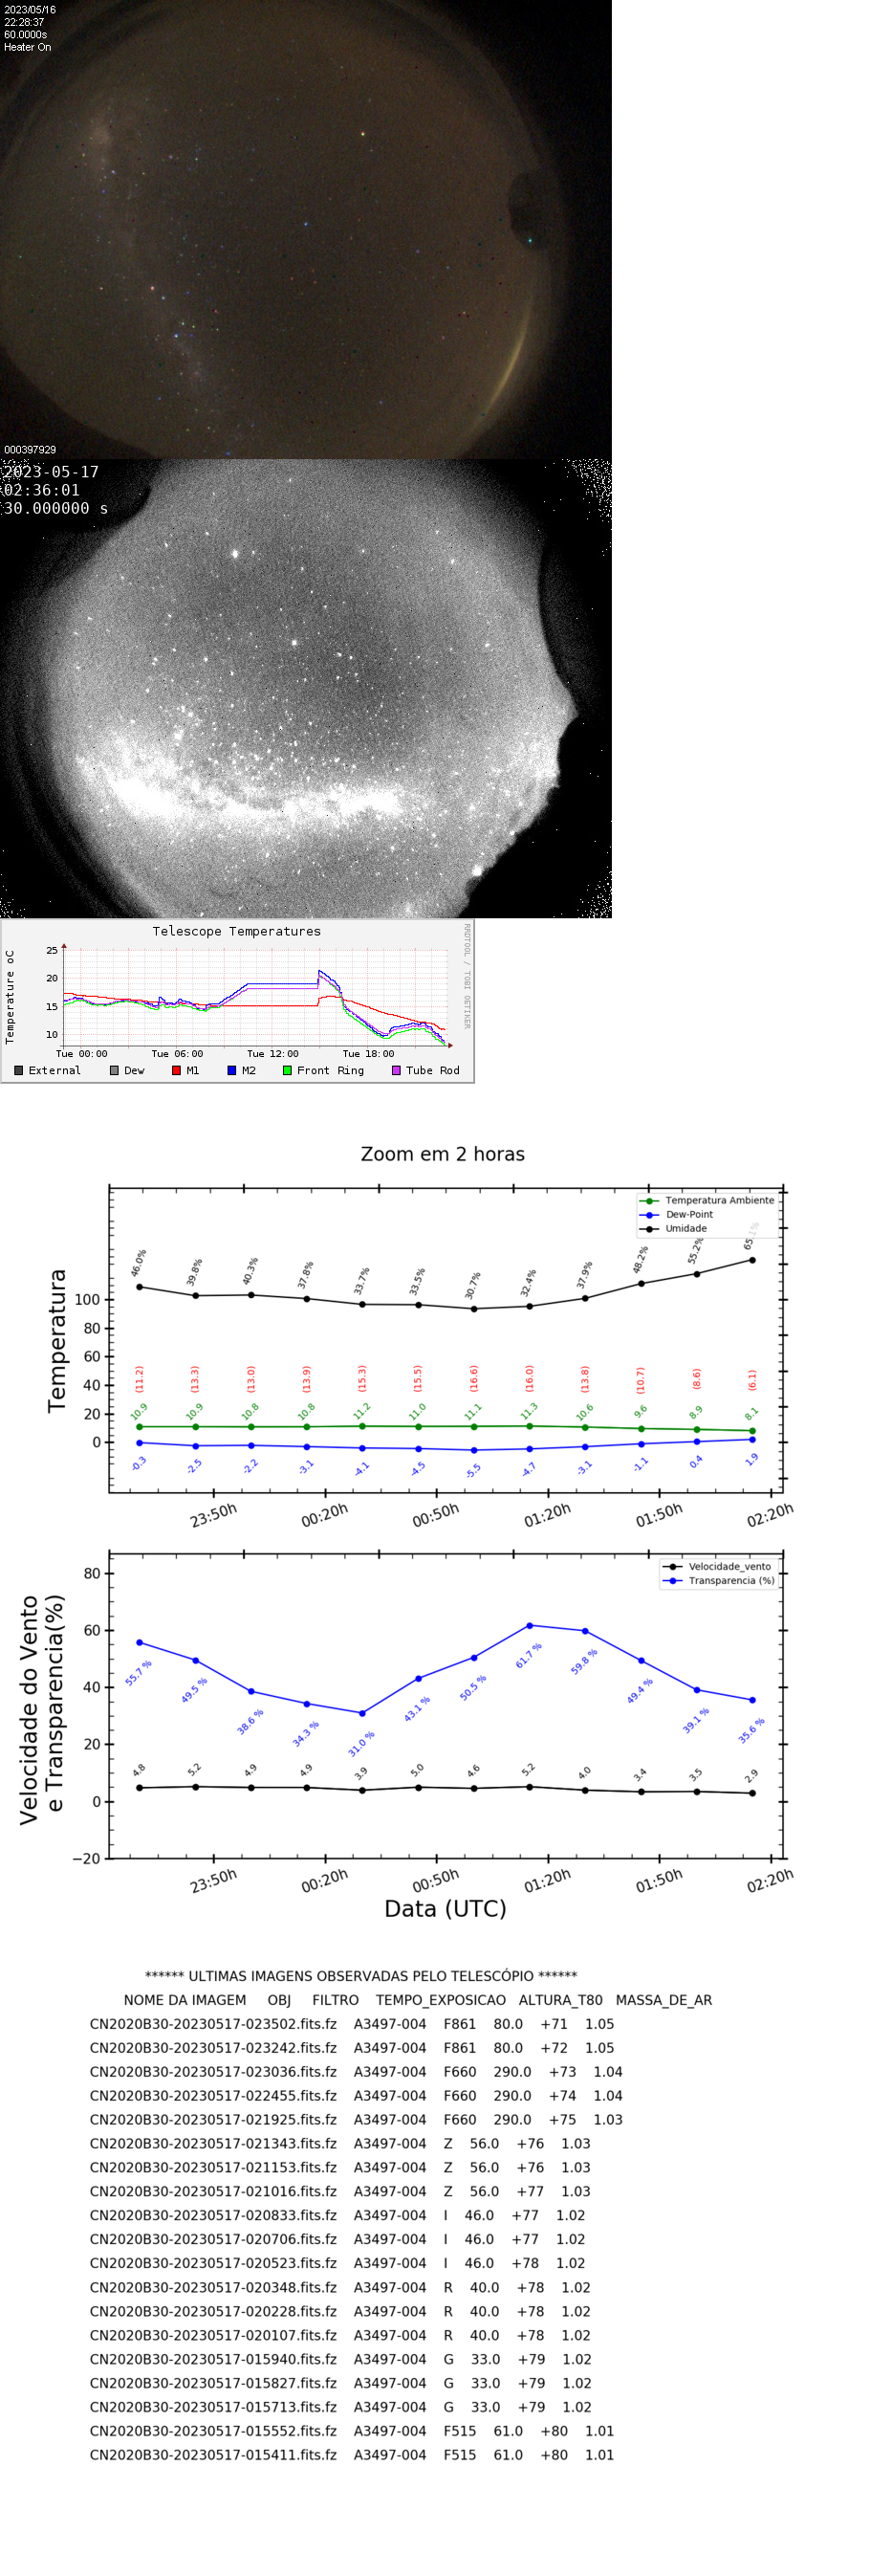 2023/05/16
22:28:37
60.0000s
Heater On
000397929
2023-05-17
02:36:01
30.000000 s
Telescope Temperatures
RRDTOOL / TOBI OETIKER
Temperature oC
25
20
15
10
Tue 00:00 Tue 06:00 Tue 12:00 Tue 18:00
External Dew M1 M2 Front Ring Tube Rod
Zoom em 2 horas
Temperatura Ambiente
Dew-Point
Umidade
Temperatura
46.0% 39.8% 40.3% 37.8% 33.7% 33.5% 30.7% 32.4% 37.9% 48.2% 55.2% 65.1%
100
80
60
40
20
0
(11.2) (13.3) (13.0) (13.9) (15.3) (15.5) (16.6) (16.0) (13.8) (10.7) (8.6) (6.1)
10.9 10.9 10.8 10.8 11.2 11.0 11.1 11.3 10.6 9.6 8.9 8.1
-0.3 -2.5 -2.2 -3.1 -4.1 -4.5 -5.5 -4.7 -3.1 -1.1 0.4 1.9
23:50h 00:20h 00:50h 01:20h 01:50h 02:20h
Velocidade_vento
Transparencia (%)
Velocidade do Vento
e Transparencia(%)
80
60
40
20
0
−20
55.7 % 49.5 % 38.6 % 34.3 % 31.0 % 43.1 % 50.5 % 61.7 % 59.8 % 49.4 % 39.1 % 35.6 %
4.8 5.2 4.9 4.9 3.9 5.0 4.6 5.2 4.0 3.4 3.5 2.9
23:50h 00:20h 00:50h 01:20h 01:50h 02:20h
Data (UTC)
****** ULTIMAS IMAGENS OBSERVADAS PELO TELESCÓPIO ******
NOME DA IMAGEM OBJ FILTRO TEMPO_EXPOSICAO ALTURA_T80 MASSA_DE_AR
CN2020B30-20230517-023502.fits.fz A3497-004 F861 80.0 +71 1.05
CN2020B30-20230517-023242.fits.fz A3497-004 F861 80.0 +72 1.05
CN2020B30-20230517-023036.fits.fz A3497-004 F660 290.0 +73 1.04
CN2020B30-20230517-022455.fits.fz A3497-004 F660 290.0 +74 1.04
CN2020B30-20230517-021925.fits.fz A3497-004 F660 290.0 +75 1.03
CN2020B30-20230517-021343.fits.fz A3497-004 Z 56.0 +76 1.03
CN2020B30-20230517-021153.fits.fz A3497-004 Z 56.0 +76 1.03
CN2020B30-20230517-021016.fits.fz A3497-004 Z 56.0 +77 1.03
CN2020B30-20230517-020833.fits.fz A3497-004 I 46.0 +77 1.02
CN2020B30-20230517-020706.fits.fz A3497-004 I 46.0 +77 1.02
CN2020B30-20230517-020523.fits.fz A3497-004 I 46.0 +78 1.02
CN2020B30-20230517-020348.fits.fz A3497-004 R 40.0 +78 1.02
CN2020B30-20230517-020228.fits.fz A3497-004 R 40.0 +78 1.02
CN2020B30-20230517-020107.fits.fz A3497-004 R 40.0 +78 1.02
CN2020B30-20230517-015940.fits.fz A3497-004 G 33.0 +79 1.02
CN2020B30-20230517-015827.fits.fz A3497-004 G 33.0 +79 1.02
CN2020B30-20230517-015713.fits.fz A3497-004 G 33.0 +79 1.02
CN2020B30-20230517-015552.fits.fz A3497-004 F515 61.0 +80 1.01
CN2020B30-20230517-015411.fits.fz A3497-004 F515 61.0 +80 1.01